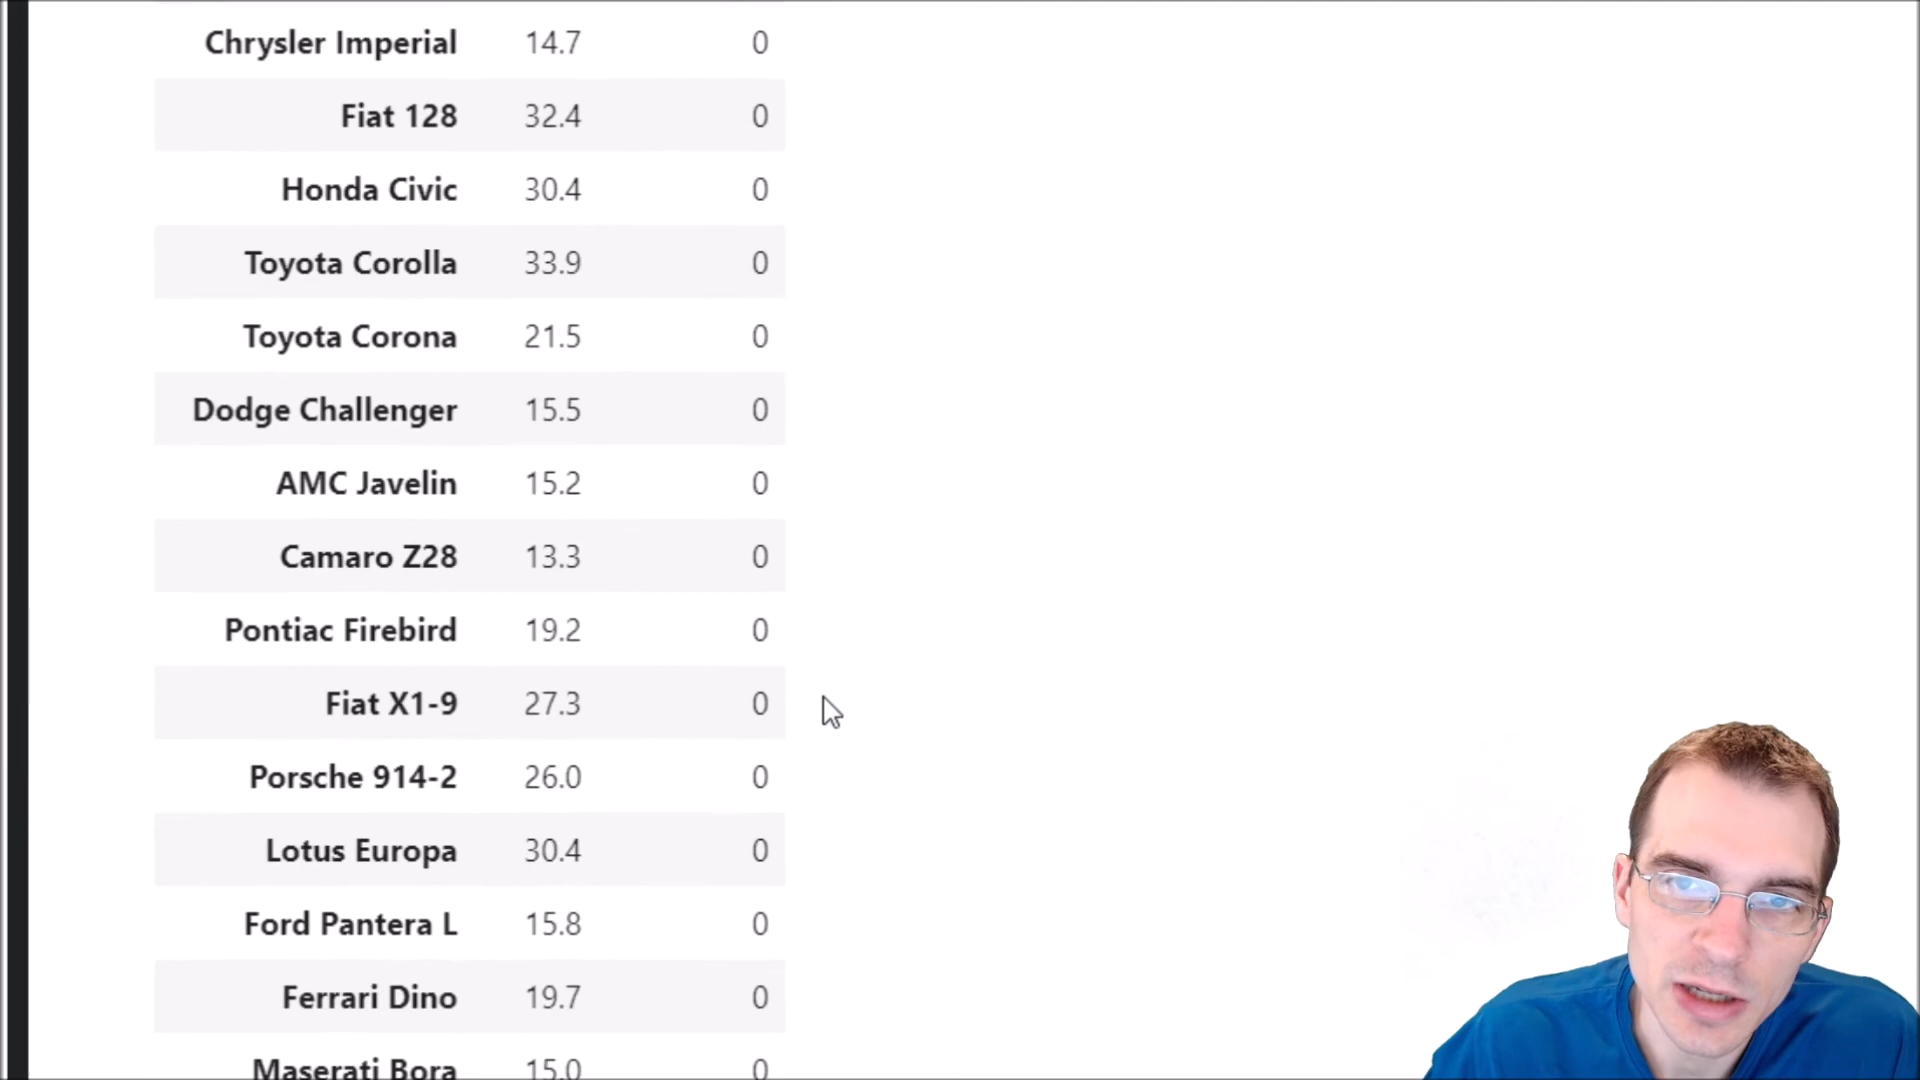 Chrysler Imperial 14.7 0
Fiat 128 32.4 0
Honda Civic 30.4 0
Toyota Corolla 33.9 0
Toyota Corona 21.5 0
Dodge Challenger 15.5 0
AMC Javelin 15.2 0
Camaro Z28 13.3 0
Pontiac Firebird 19.2 0
Fiat X1-9 27.3 0
Porsche 914-2 26.0 0
Lotus Europa 30.4 0
Ford Pantera L 15.8 0
Ferrari Dino 19.7 0
Maserati Bora 15.0 0